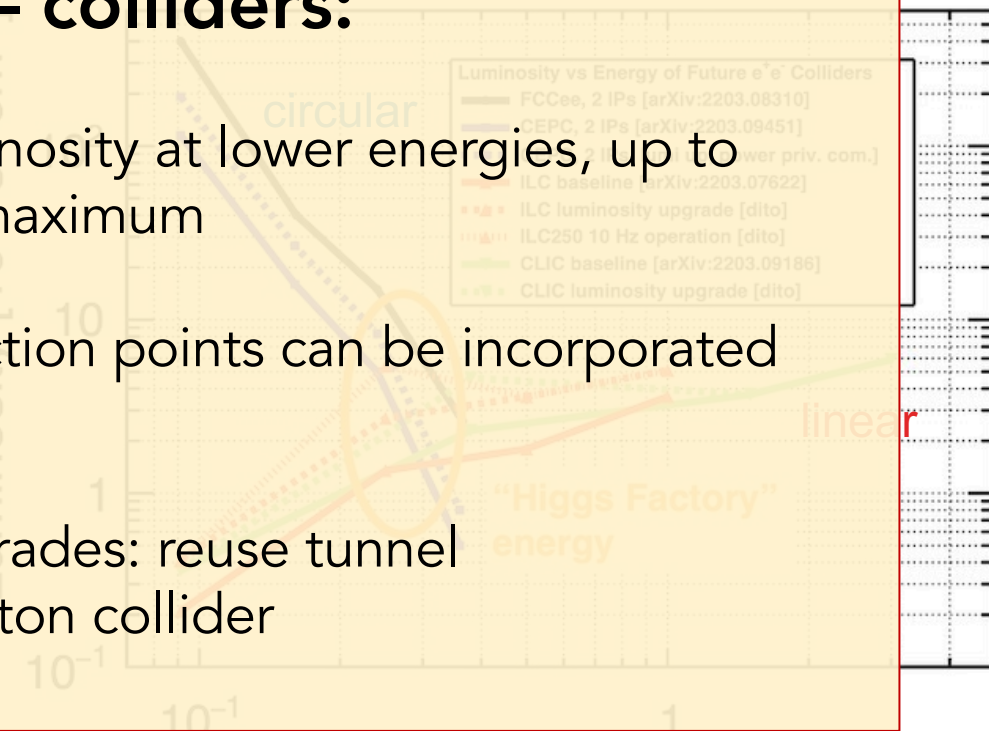 – colliders:
Luminosity vs Energy of Future e⁺e⁻ Colliders
circular
FCCee, 2 IPs [arXiv:2203.08310]
CEPC, 2 IPs [arXiv:2203.09451]
nosity at lower energies, up to
power priv. com.]
ILC baseline [arXiv:2203.07622]
naximum
ILC luminosity upgrade [dito]
ILC250 10 Hz operation [dito]
CLIC baseline [arXiv:2203.09186]
CLIC luminosity upgrade [dito]
10
ction points can be incorporated
linear
1
"Higgs Factory"
energy
rades: reuse tunnel
ton collider
10⁻¹
10⁻¹
1